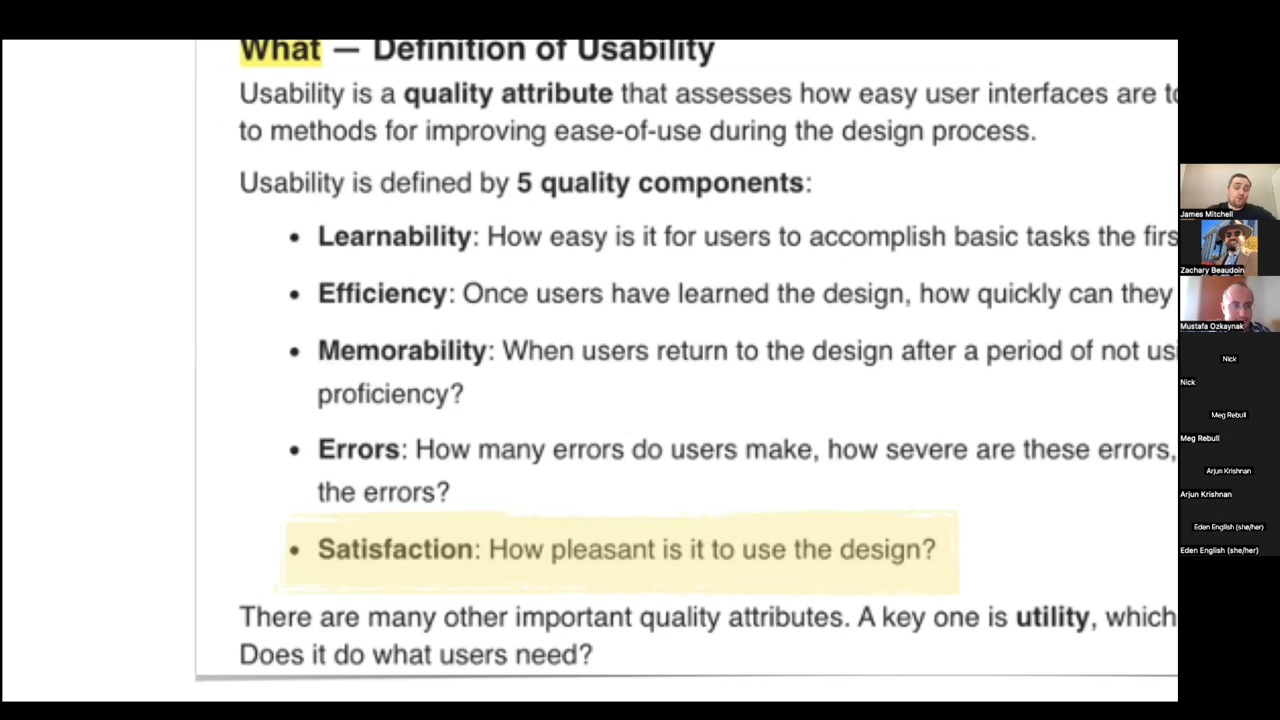 What — Definition of Usability
Usability is a quality attribute that assesses how easy user interfaces are to
to methods for improving ease-of-use during the design process.
Usability is defined by 5 quality components:
• Learnability: How easy is it for users to accomplish basic tasks the firs
• Efficiency: Once users have learned the design, how quickly can they
• Memorability: When users return to the design after a period of not usi
proficiency?
• Errors: How many errors do users make, how severe are these errors,
the errors?
• Satisfaction: How pleasant is it to use the design?
There are many other important quality attributes. A key one is utility, which
Does it do what users need?
James Mitchell
Zachary Beaudoin
Mustafa Ozkaynak
Nick
Nick
Meg Rebull
Meg Rebull
Arjun Krishnan
Arjun Krishnan
Eden English (she/her)
Eden English (she/her)